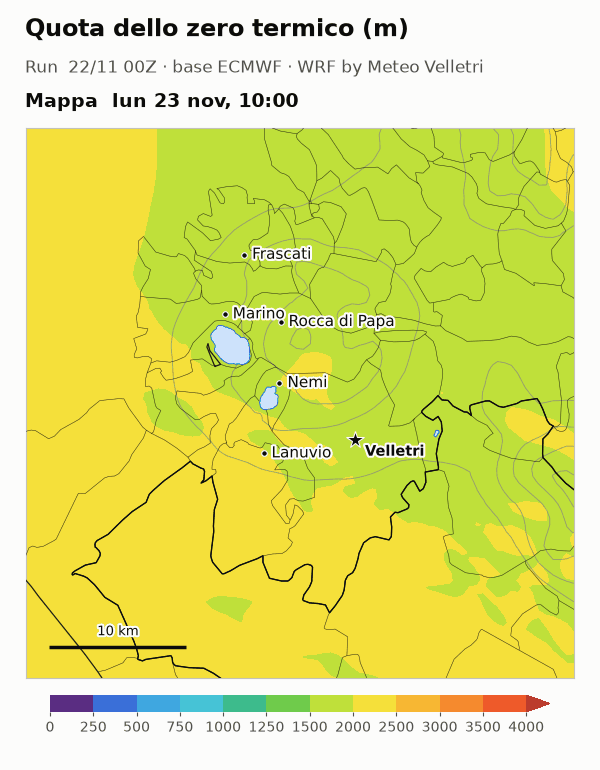 Quota dello zero termico (m)
Run  22/11 00Z · base ECMWF · WRF by Meteo Velletri
Mappa  lun 23 nov, 10:00
Frascati
Marino
Rocca di Papa
Nemi
Velletri
Lanuvio
10 km
0 250 500 750 1000 1250 1500 2000 2500 3000 3500 4000